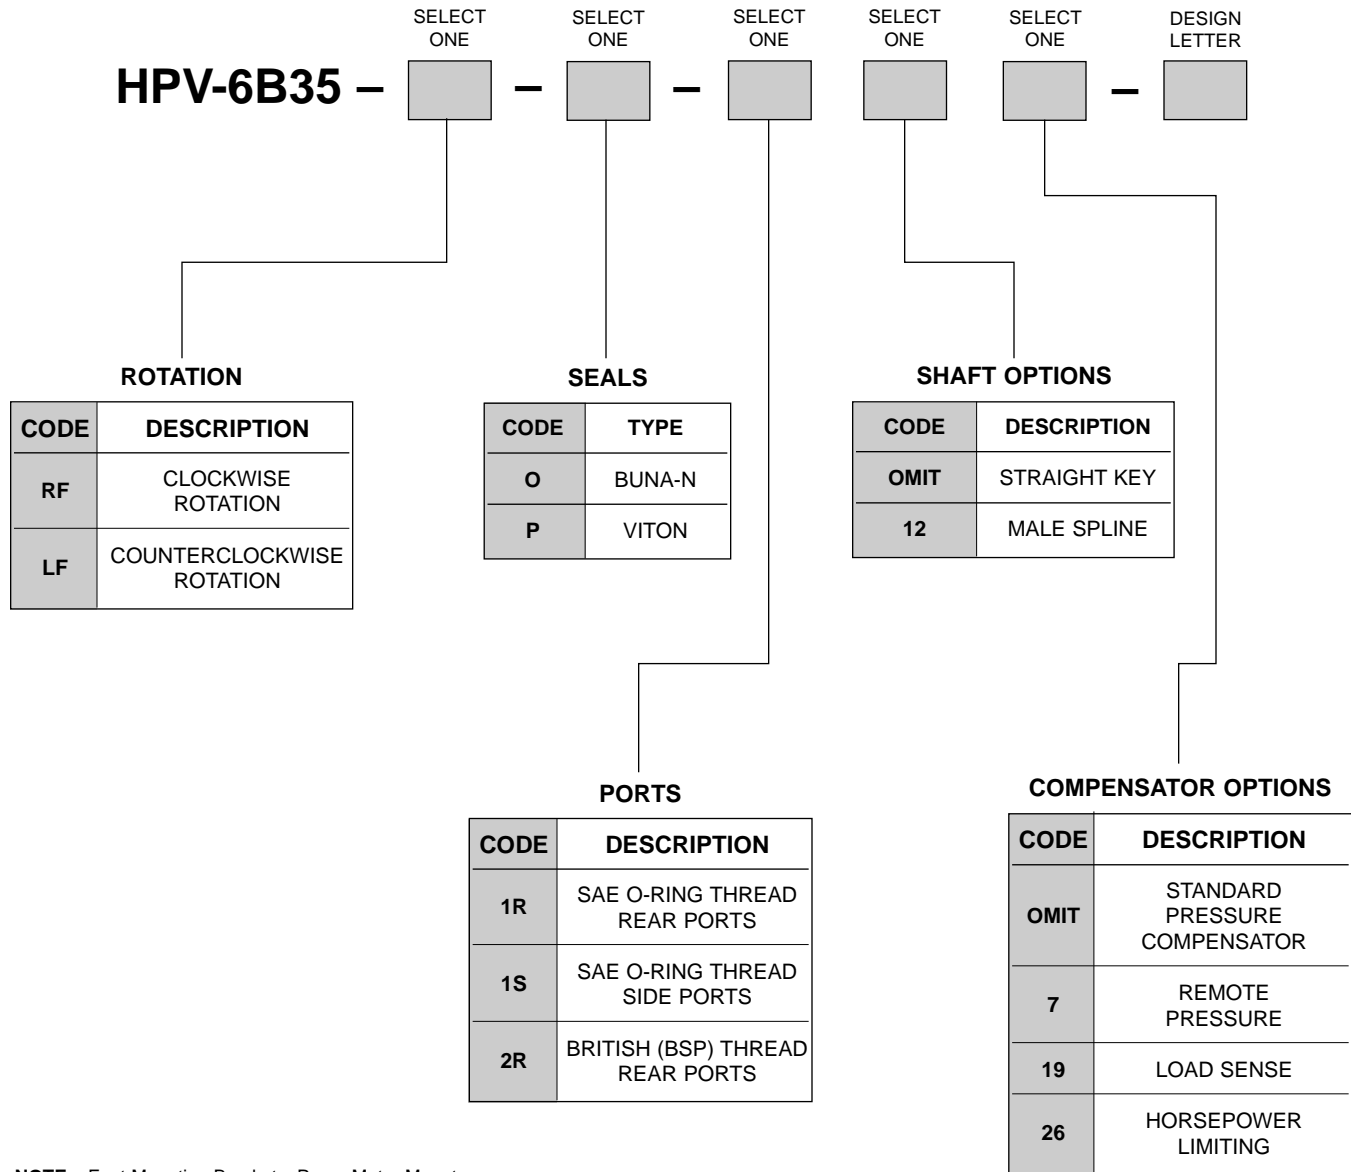 SELECT ONE
SELECT ONE
SELECT ONE
SELECT ONE
SELECT ONE
DESIGN LETTER
HPV-6B35 – – – –
ROTATION
CODE DESCRIPTION
RF CLOCKWISE ROTATION
LF COUNTERCLOCKWISE ROTATION
SEALS
CODE TYPE
O BUNA-N
P VITON
SHAFT OPTIONS
CODE DESCRIPTION
OMIT STRAIGHT KEY
12 MALE SPLINE
PORTS
CODE DESCRIPTION
1R SAE O-RING THREAD REAR PORTS
1S SAE O-RING THREAD SIDE PORTS
2R BRITISH (BSP) THREAD REAR PORTS
COMPENSATOR OPTIONS
CODE DESCRIPTION
OMIT STANDARD PRESSURE COMPENSATOR
7 REMOTE PRESSURE
19 LOAD SENSE
26 HORSEPOWER LIMITING